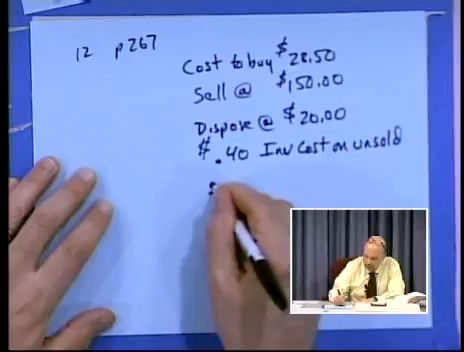 12 p267
Cost to buy $28.50
Sell @ $150.00
Dispose @ $20.00
$.40 Inv Cost on unsold
$